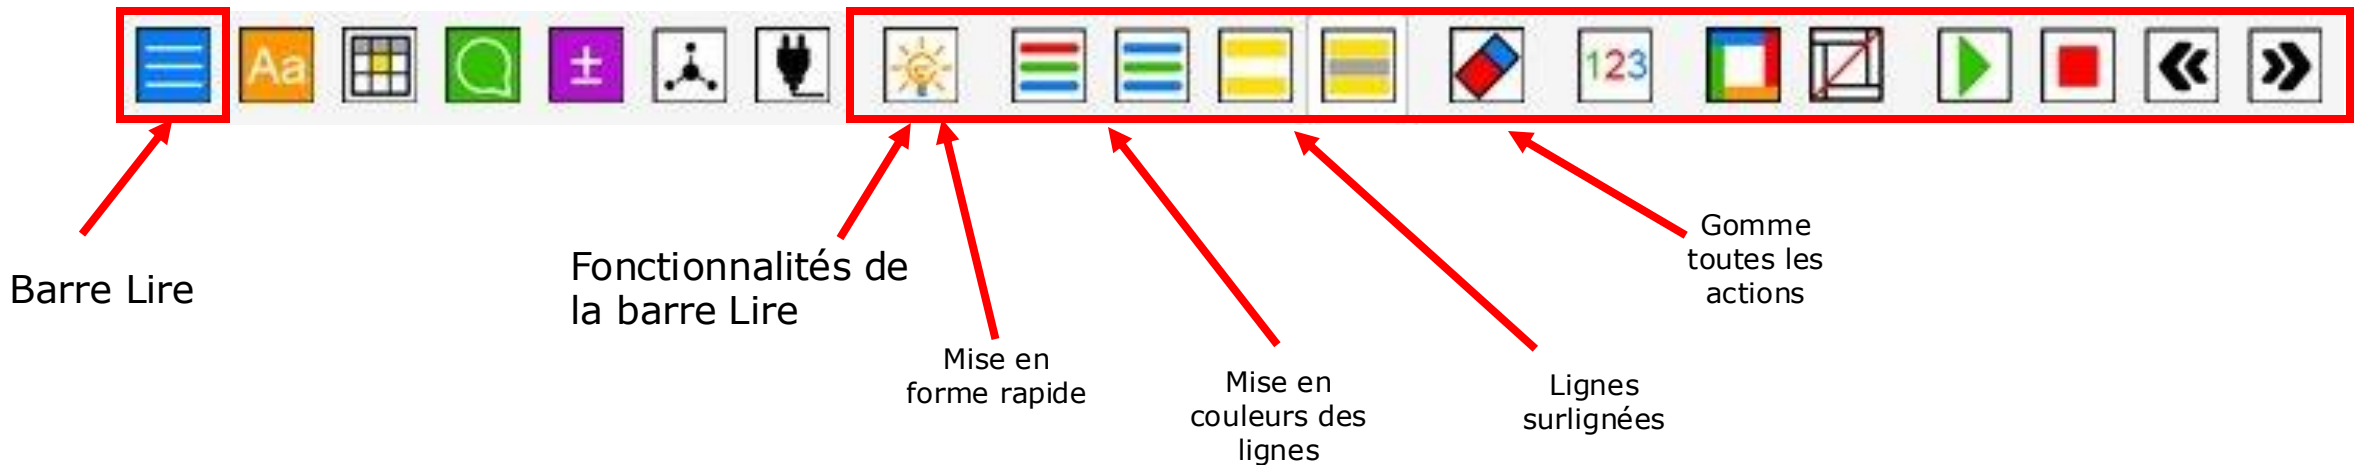 Aa
±
123
Barre Lire
Fonctionnalités de
la barre Lire
Mise en
forme rapide
Mise en
couleurs des
lignes
Lignes
surlignées
Gomme
toutes les
actions